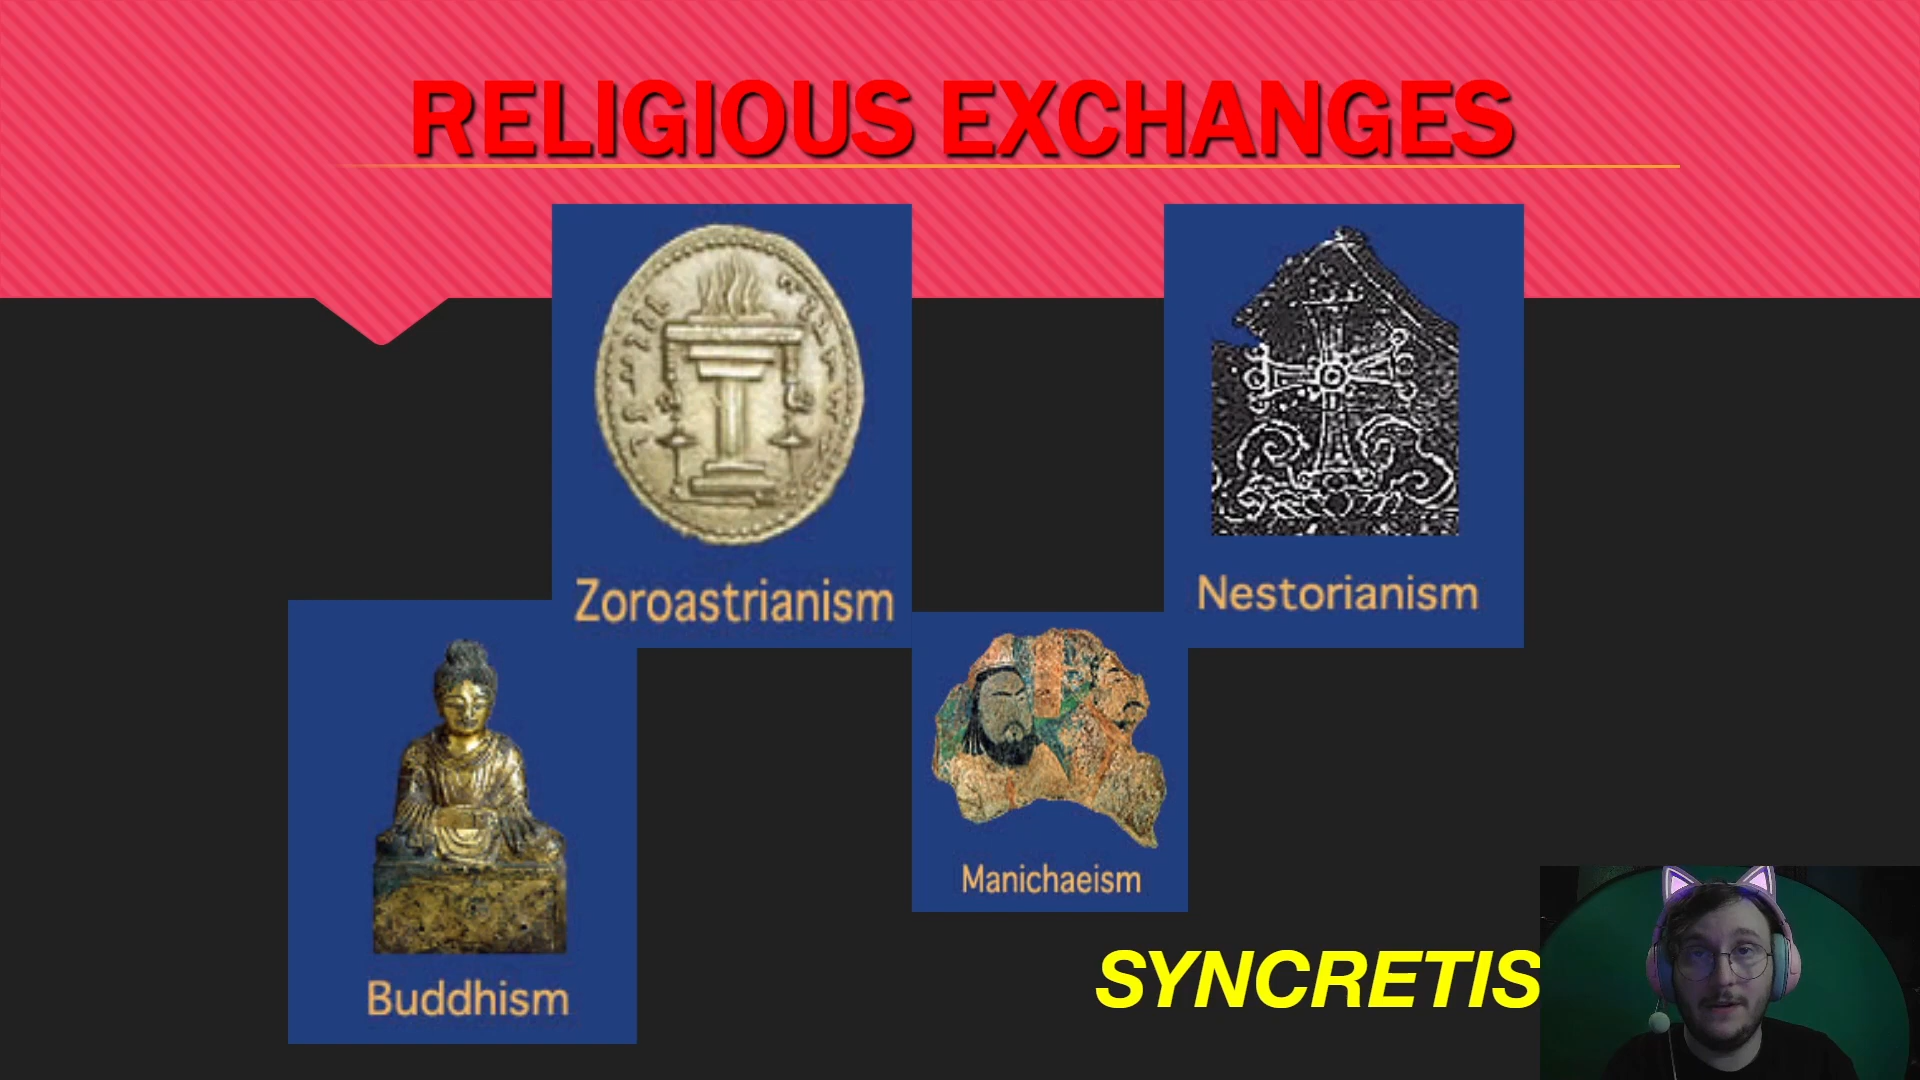 RELIGIOUS EXCHANGES
Zoroastrianism
Nestorianism
Buddhism
Manichaeism
SYNCRETIS